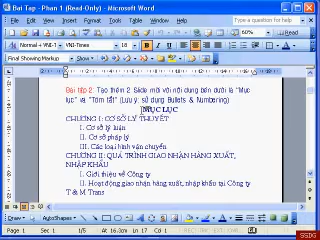 Bai Tap - Phan 1 (Read-Only) - Microsoft Word
File Edit View Insert Format Tools Table Window Help
Type a question for help
60% Read
Normal + VNI-T VNI-Times 18 B I U
Final Showing Markup Show
Bài tập 2: Tạo thêm 2 Slide mới với nội dung bên dưới là "Mục
lục" và "Tóm tắt" (Lưu ý: sử dụng Bullets & Numbering)
MỤC LỤC
CHƯƠNG I: CƠ SỞ LÝ THUYẾT
I. Cơ sở lý luận
II. Cơ sở pháp lý
III. Các loại hình vận chuyển
CHƯƠNG II: QUÁ TRÌNH GIAO NHẬN HÀNG XUẤT,
NHẬP KHẨU
I. Giới thiệu về Công ty
II. Hoạt động giao nhận hàng xuất, nhập khẩu tại Công ty
T & M Trans
Draw AutoShapes
Page 1 Sec 1 1/5 At 16.3cm Ln 17 Col
SSDG